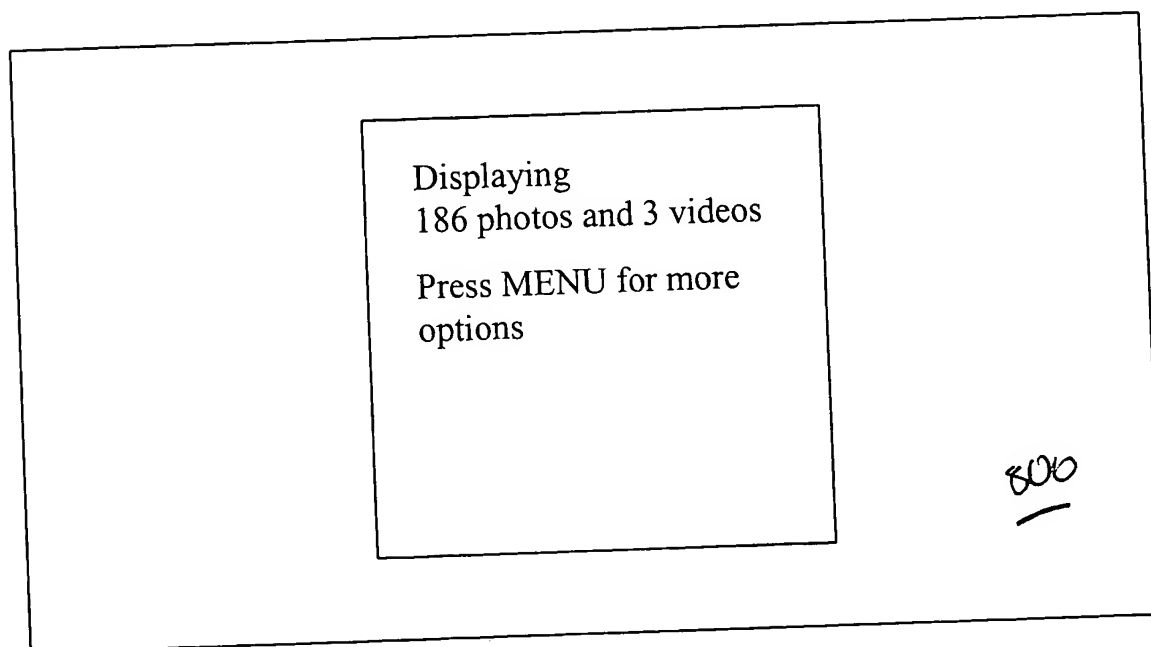 Displaying
186 photos and 3 videos
Press MENU for more
options
800